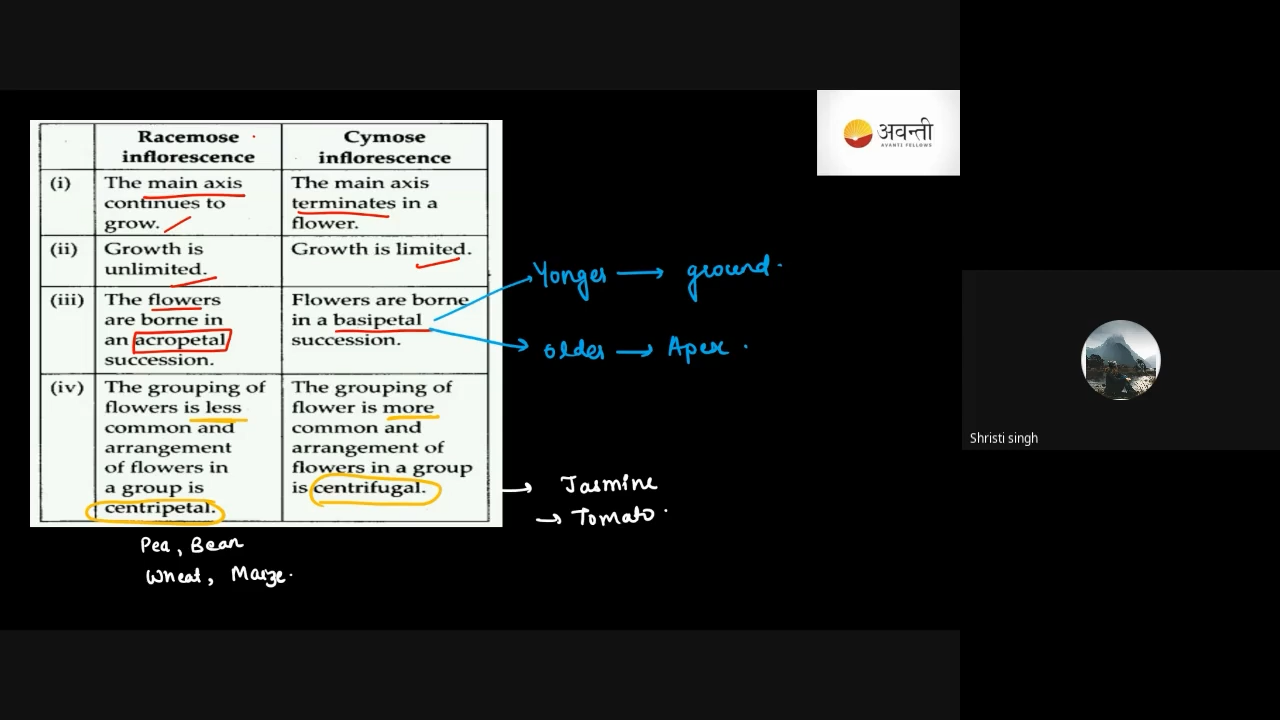 Racemose
inflorescence
Cymose
inflorescence
(i)
The main axis
continues to
grow.
The main axis
terminates in a
flower.
(ii)
Growth is
unlimited.
Growth is limited.
(iii)
The flowers
are borne in
an acropetal
succession.
Flowers are borne
in a basipetal
succession.
(iv)
The grouping of
flowers is less
common and
arrangement
of flowers in
a group is
centripetal.
The grouping of
flower is more
common and
arrangement of
flowers in a group
is centrifugal.
Yonger → ground.
older → Apex.
→ Jasmine
→ Tomato.
Pea, Bean
Wheat, Marze.
अवन्ती
AVANTI FELLOWS
Shristi singh